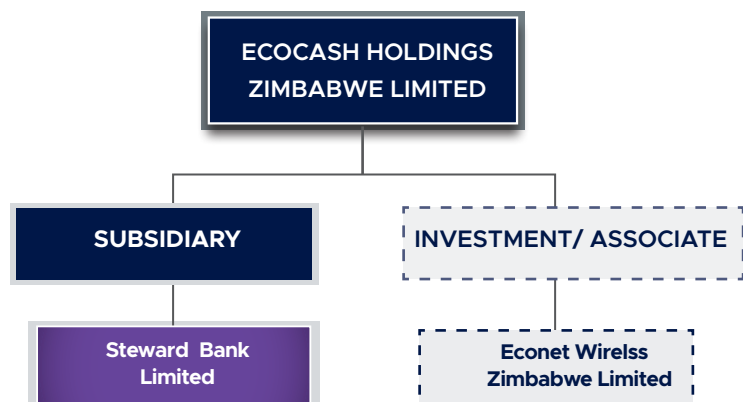 ECOCASH HOLDINGS
ZIMBABWE LIMITED
SUBSIDIARY
INVESTMENT/ ASSOCIATE
Steward Bank
Limited
Econet Wirelss
Zimbabwe Limited